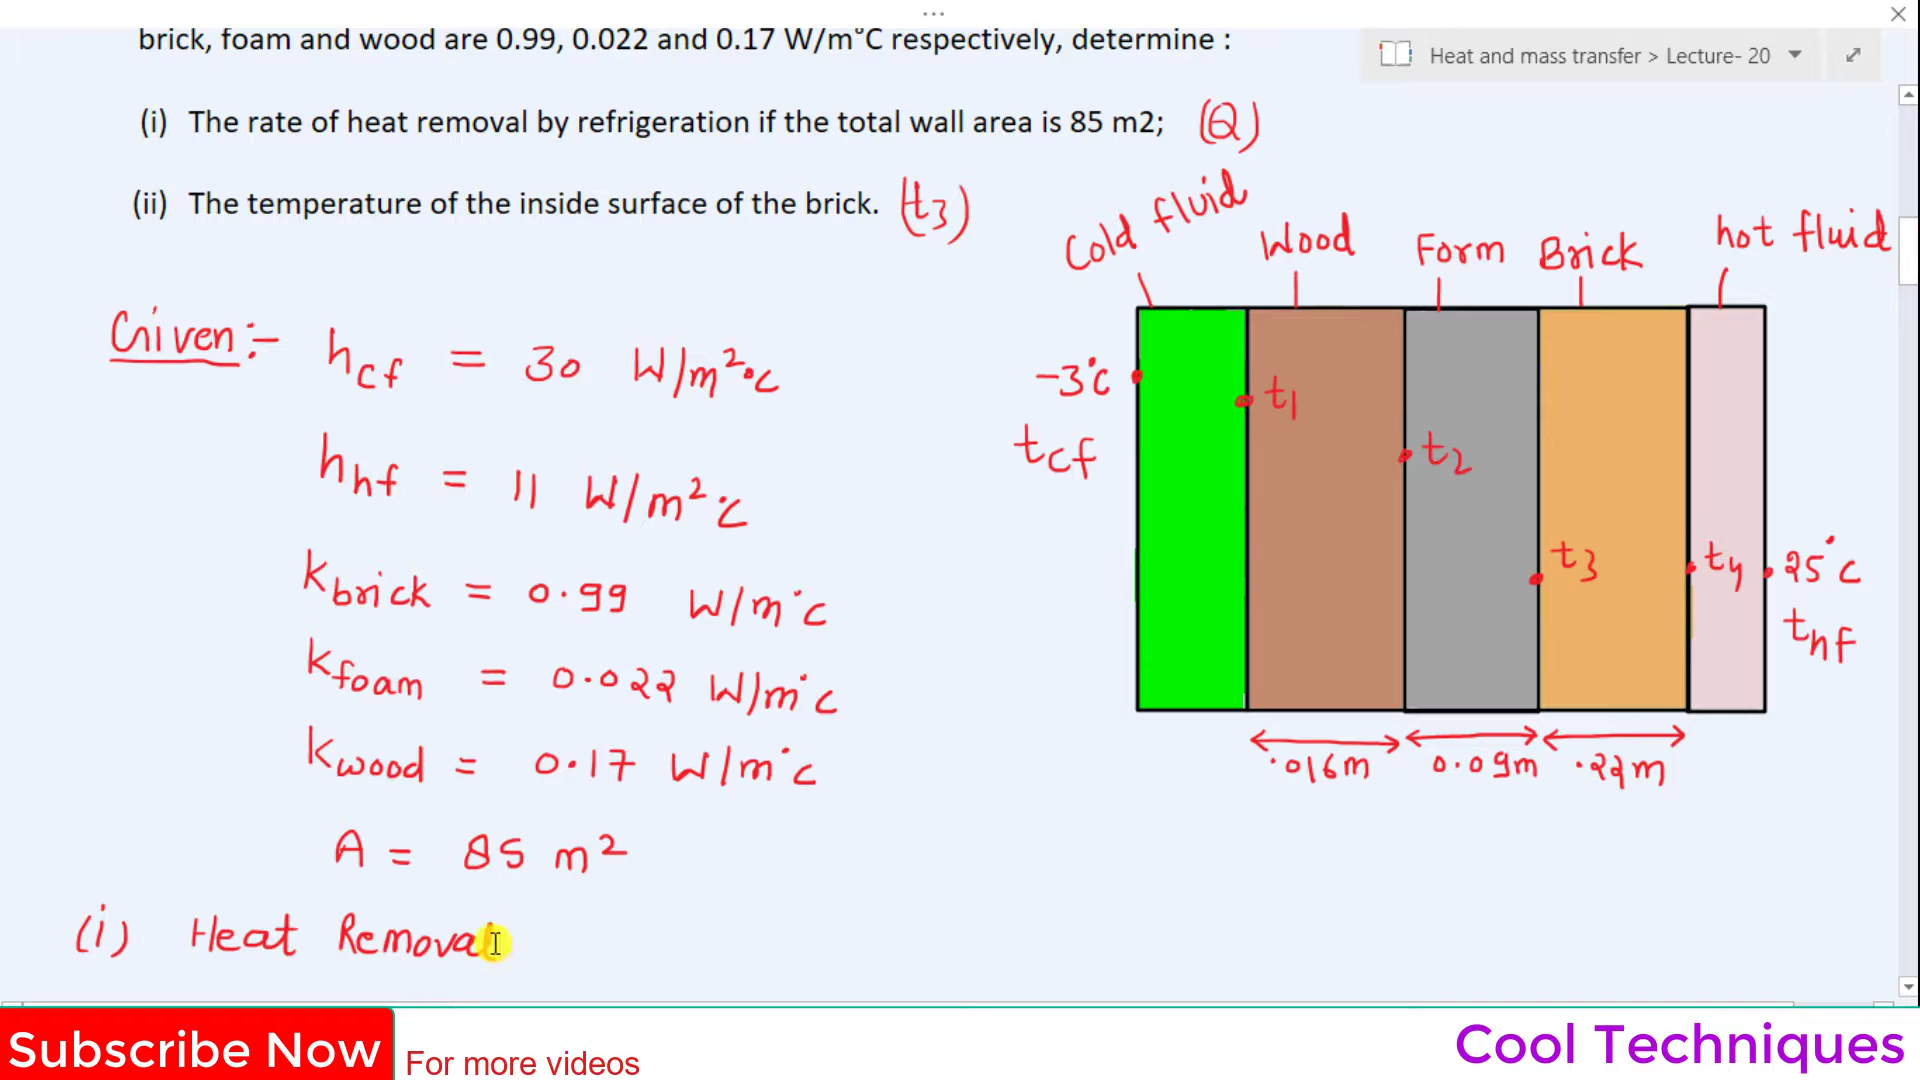 ...
brick, foam and wood are 0.99, 0.022 and 0.17 W/m°C respectively, determine :
Heat and mass transfer > Lecture- 20
(i) The rate of heat removal by refrigeration if the total wall area is 85 m2; (Q)
(ii) The temperature of the inside surface of the brick. (t3)
Cold fluid
Wood
Form
Brick
hot fluid
Given:-
hcf = 30 W/m²°C
hhf = 11 W/m²°C
kbrick = 0.99 W/m°C
kfoam = 0.022 W/m°C
kwood = 0.17 W/m°C
A = 85 m²
-3°C
tcf
t1
t2
t3
t4
25°C
thf
.016m
0.09m
.22m
(i) Heat Removal
Subscribe Now
For more videos
Cool Techniques